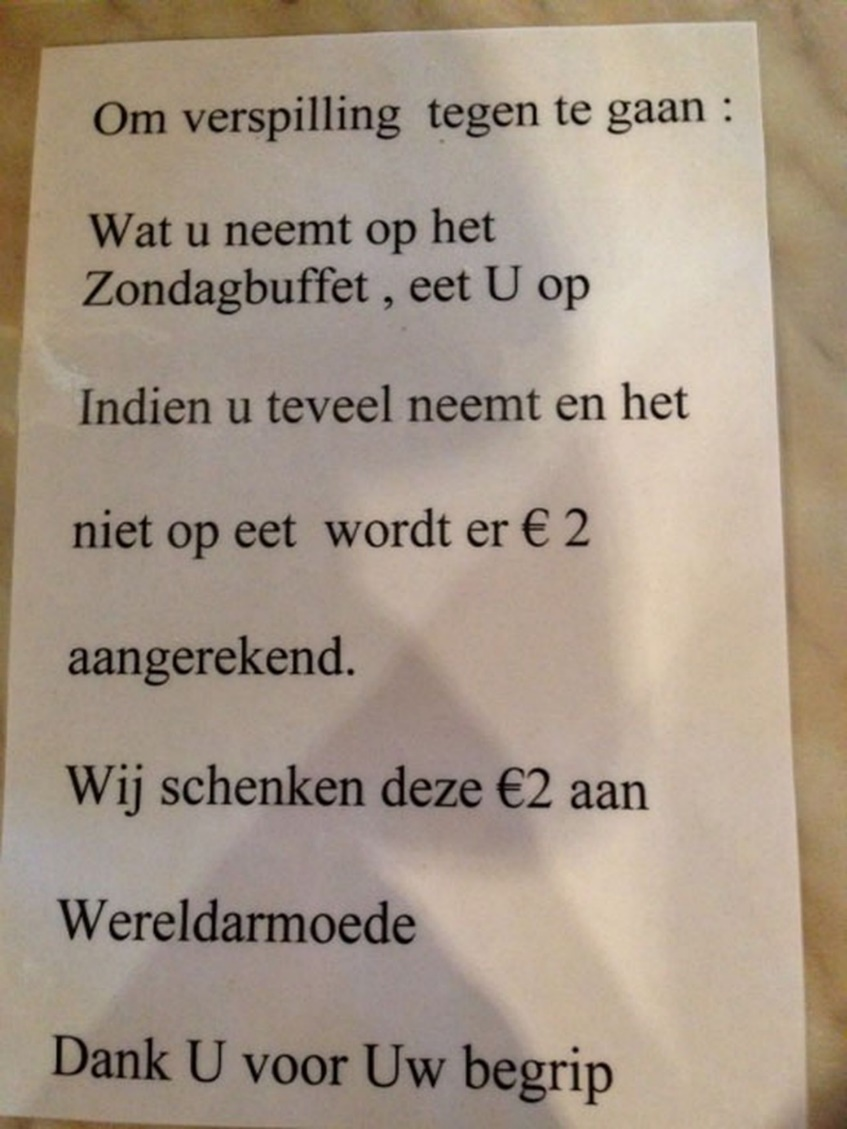 Om verspilling tegen te gaan :
Wat u neemt op het
Zondagbuffet , eet U op
Indien u teveel neemt en het
niet op eet wordt er € 2
aangerekend.
Wij schenken deze €2 aan
Wereldarmoede
Dank U voor Uw begrip